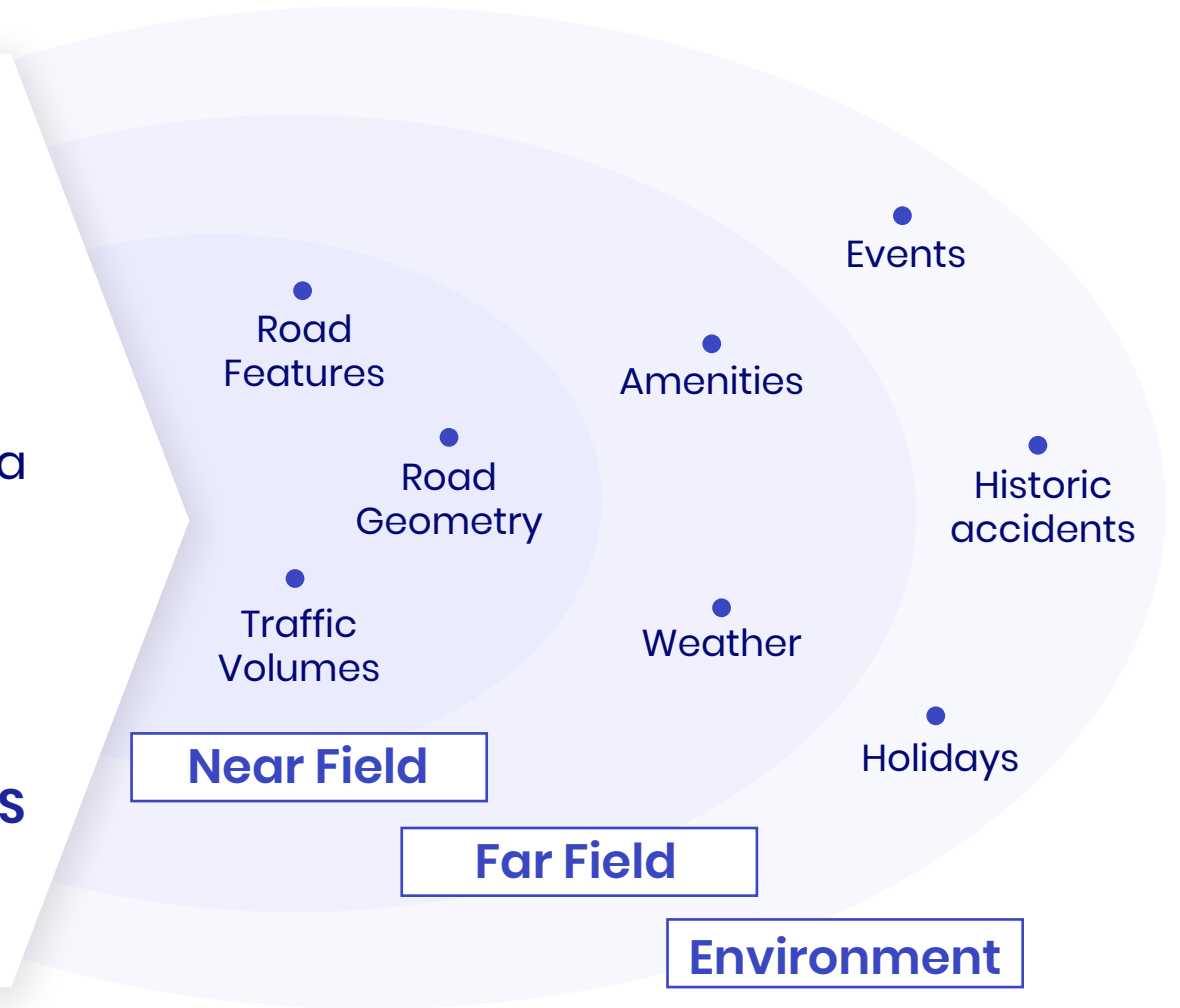 Events
Road
Features
Amenities
a
Road
Geometry
Historic
accidents
Traffic
Volumes
Weather
Holidays
Near Field
s
Far Field
Environment